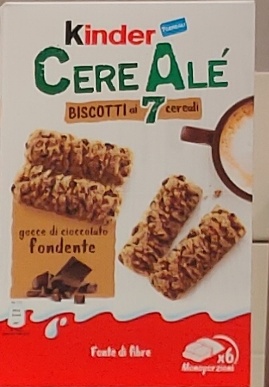 Kinder
FERRERO
CEREALÉ
BISCOTTI ai 7 cereali
gocce di cioccolato
fondente
Fonte di fibre
x6
Monoporzioni